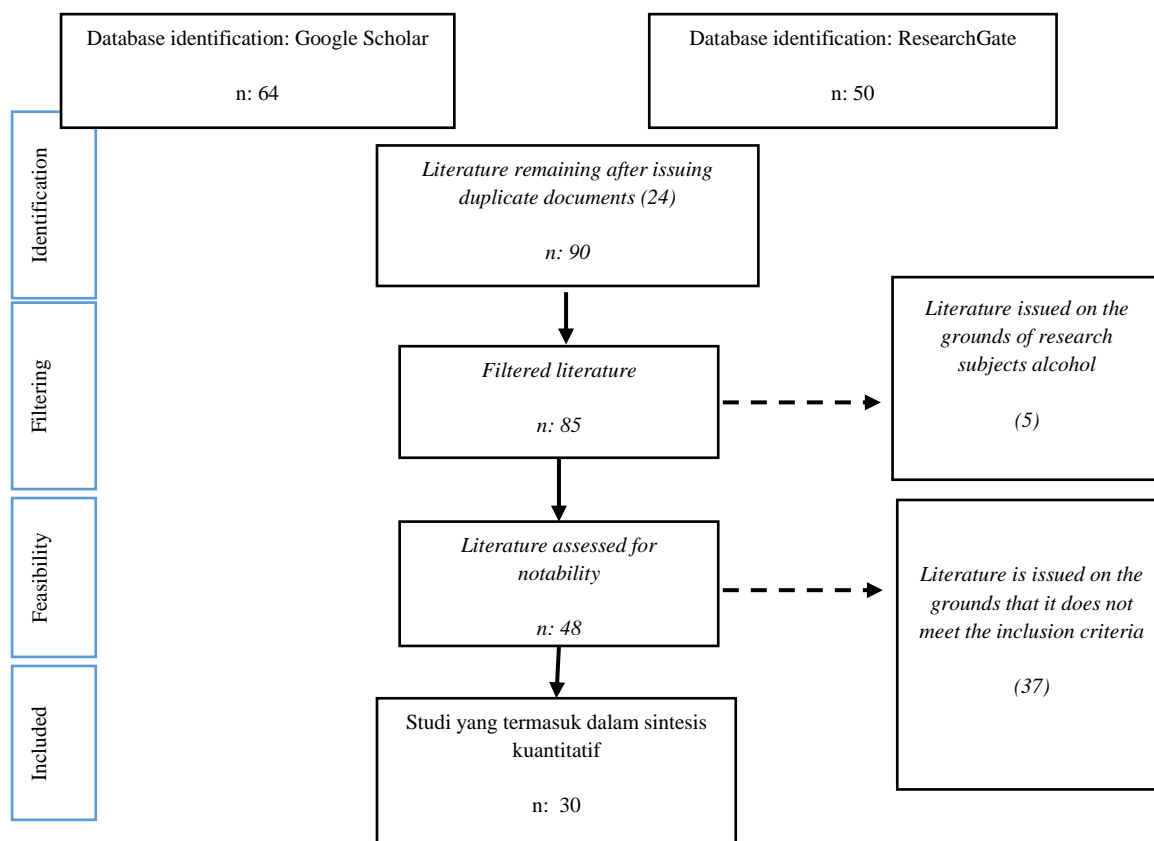 Database identification: Google Scholar
n: 64
Database identification: ResearchGate
n: 50
Identification
Literature remaining after issuing
duplicate documents (24)
n: 90
Filtering
Filtered literature
n: 85
Literature issued on the
grounds of research
subjects alcohol
(5)
Feasibility
Literature assessed for
notability
n: 48
Literature is issued on the
grounds that it does not
meet the inclusion criteria
(37)
Included
Studi yang termasuk dalam sintesis
kuantitatif
n: 30